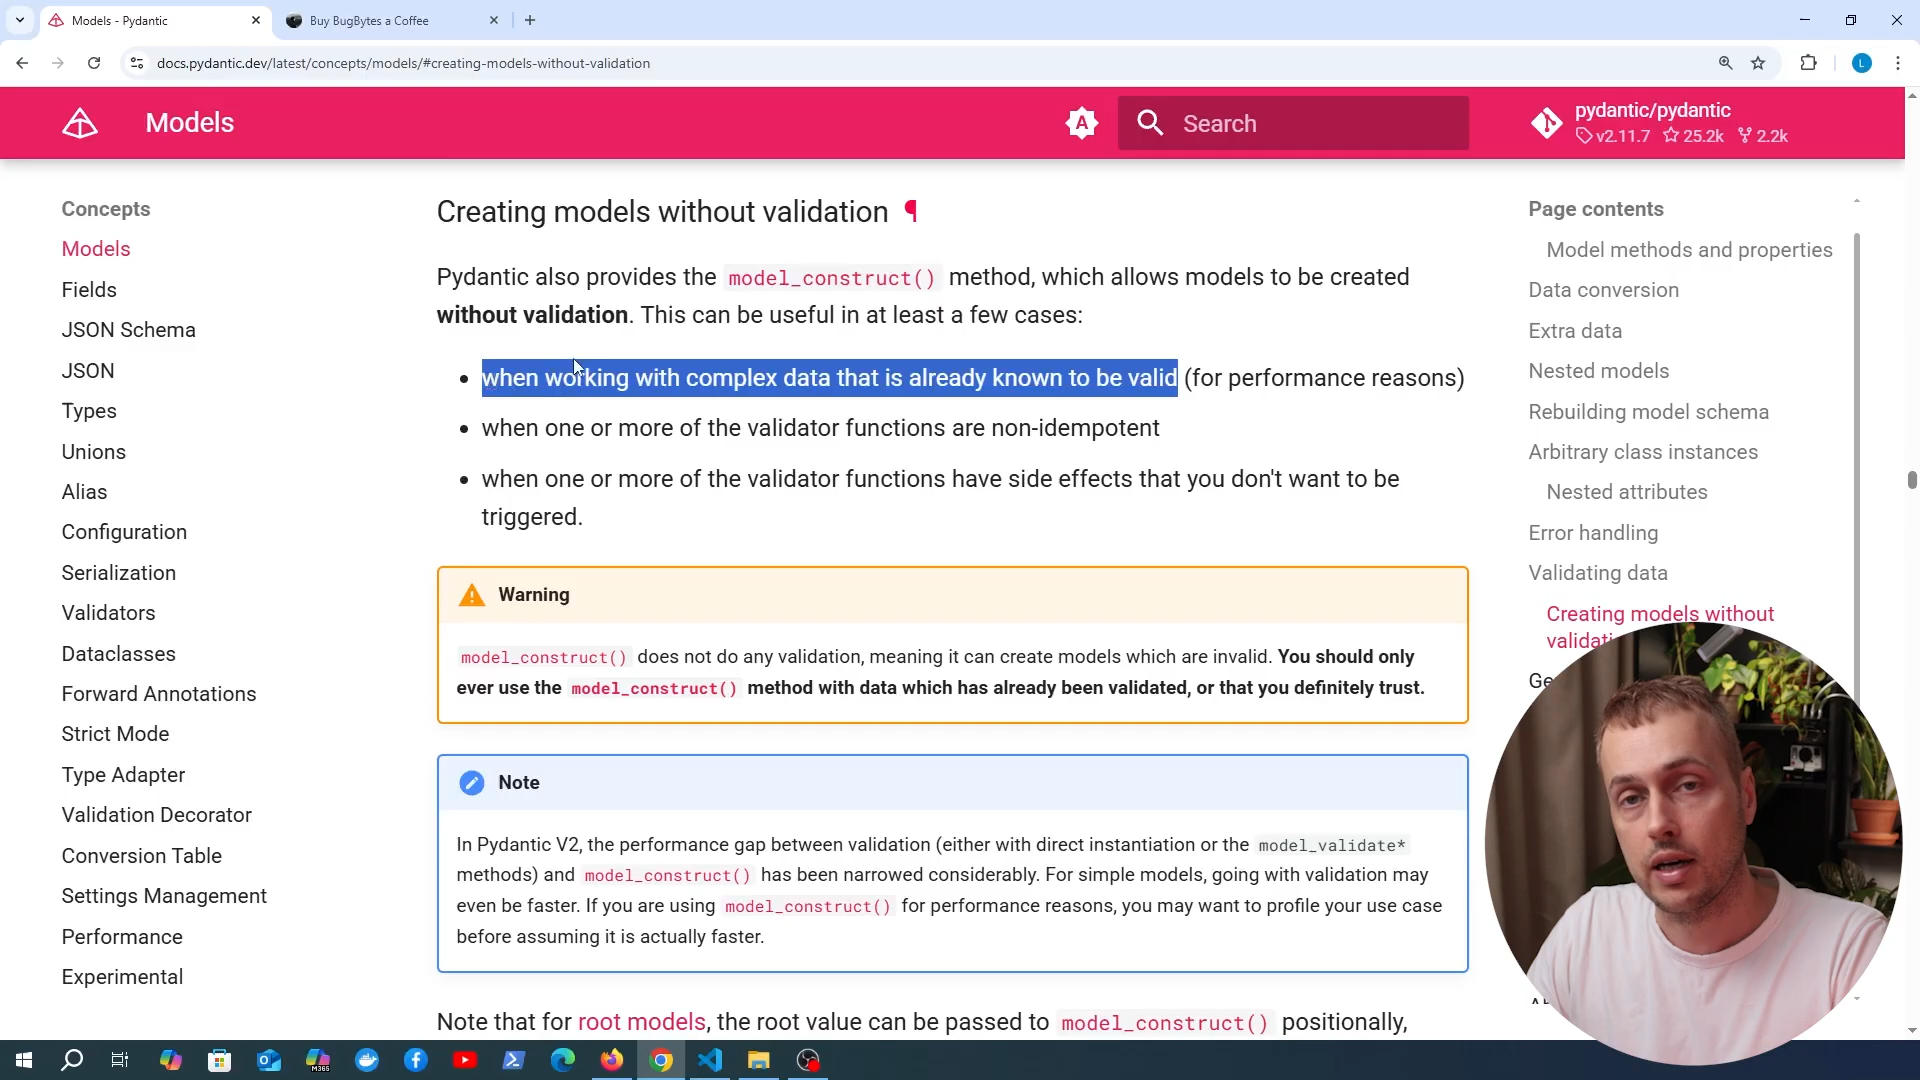 Models - Pydantic
Buy BugBytes a Coffee
docs.pydantic.dev/latest/concepts/models/#creating-models-without-validation
L
Models
A
Search
pydantic/pydantic
v2.11.7 25.2k 2.2k
Concepts
Models
Fields
JSON Schema
JSON
Types
Unions
Alias
Configuration
Serialization
Validators
Dataclasses
Forward Annotations
Strict Mode
Type Adapter
Validation Decorator
Conversion Table
Settings Management
Performance
Experimental
Creating models without validation ¶
Pydantic also provides the model_construct() method, which allows models to be created
without validation. This can be useful in at least a few cases:
• when working with complex data that is already known to be valid (for performance reasons)
• when one or more of the validator functions are non-idempotent
• when one or more of the validator functions have side effects that you don't want to be
triggered.
Warning
model_construct() does not do any validation, meaning it can create models which are invalid. You should only
ever use the model_construct() method with data which has already been validated, or that you definitely trust.
Note
In Pydantic V2, the performance gap between validation (either with direct instantiation or the model_validate*
methods) and model_construct() has been narrowed considerably. For simple models, going with validation may
even be faster. If you are using model_construct() for performance reasons, you may want to profile your use case
before assuming it is actually faster.
Note that for root models, the root value can be passed to model_construct() positionally,
Page contents
Model methods and properties
Data conversion
Extra data
Nested models
Rebuilding model schema
Arbitrary class instances
Nested attributes
Error handling
Validating data
Creating models without
M365